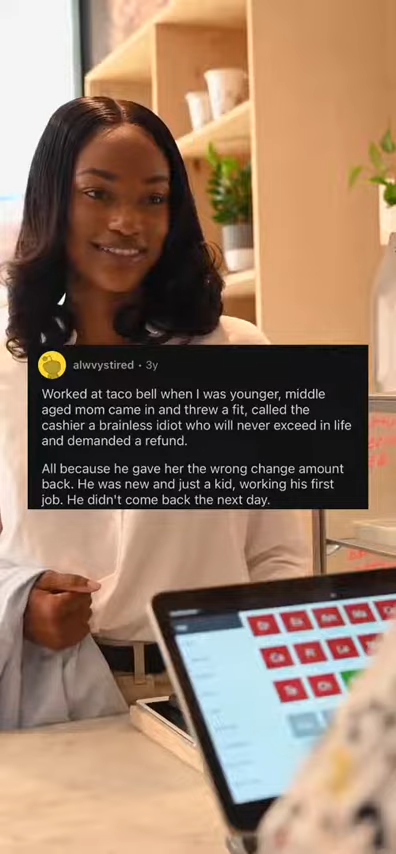 alwvystired • 3y
Worked at taco bell when I was younger, middle
aged mom came in and threw a fit, called the
cashier a brainless idiot who will never exceed in life
and demanded a refund.
All because he gave her the wrong change amount
back. He was new and just a kid, working his first
job. He didn't come back the next day.